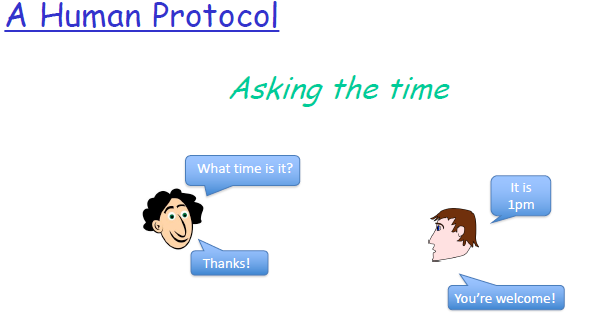 A Human Protocol
Asking the time
What time is it?
It is
1pm
Thanks!
You're welcome!